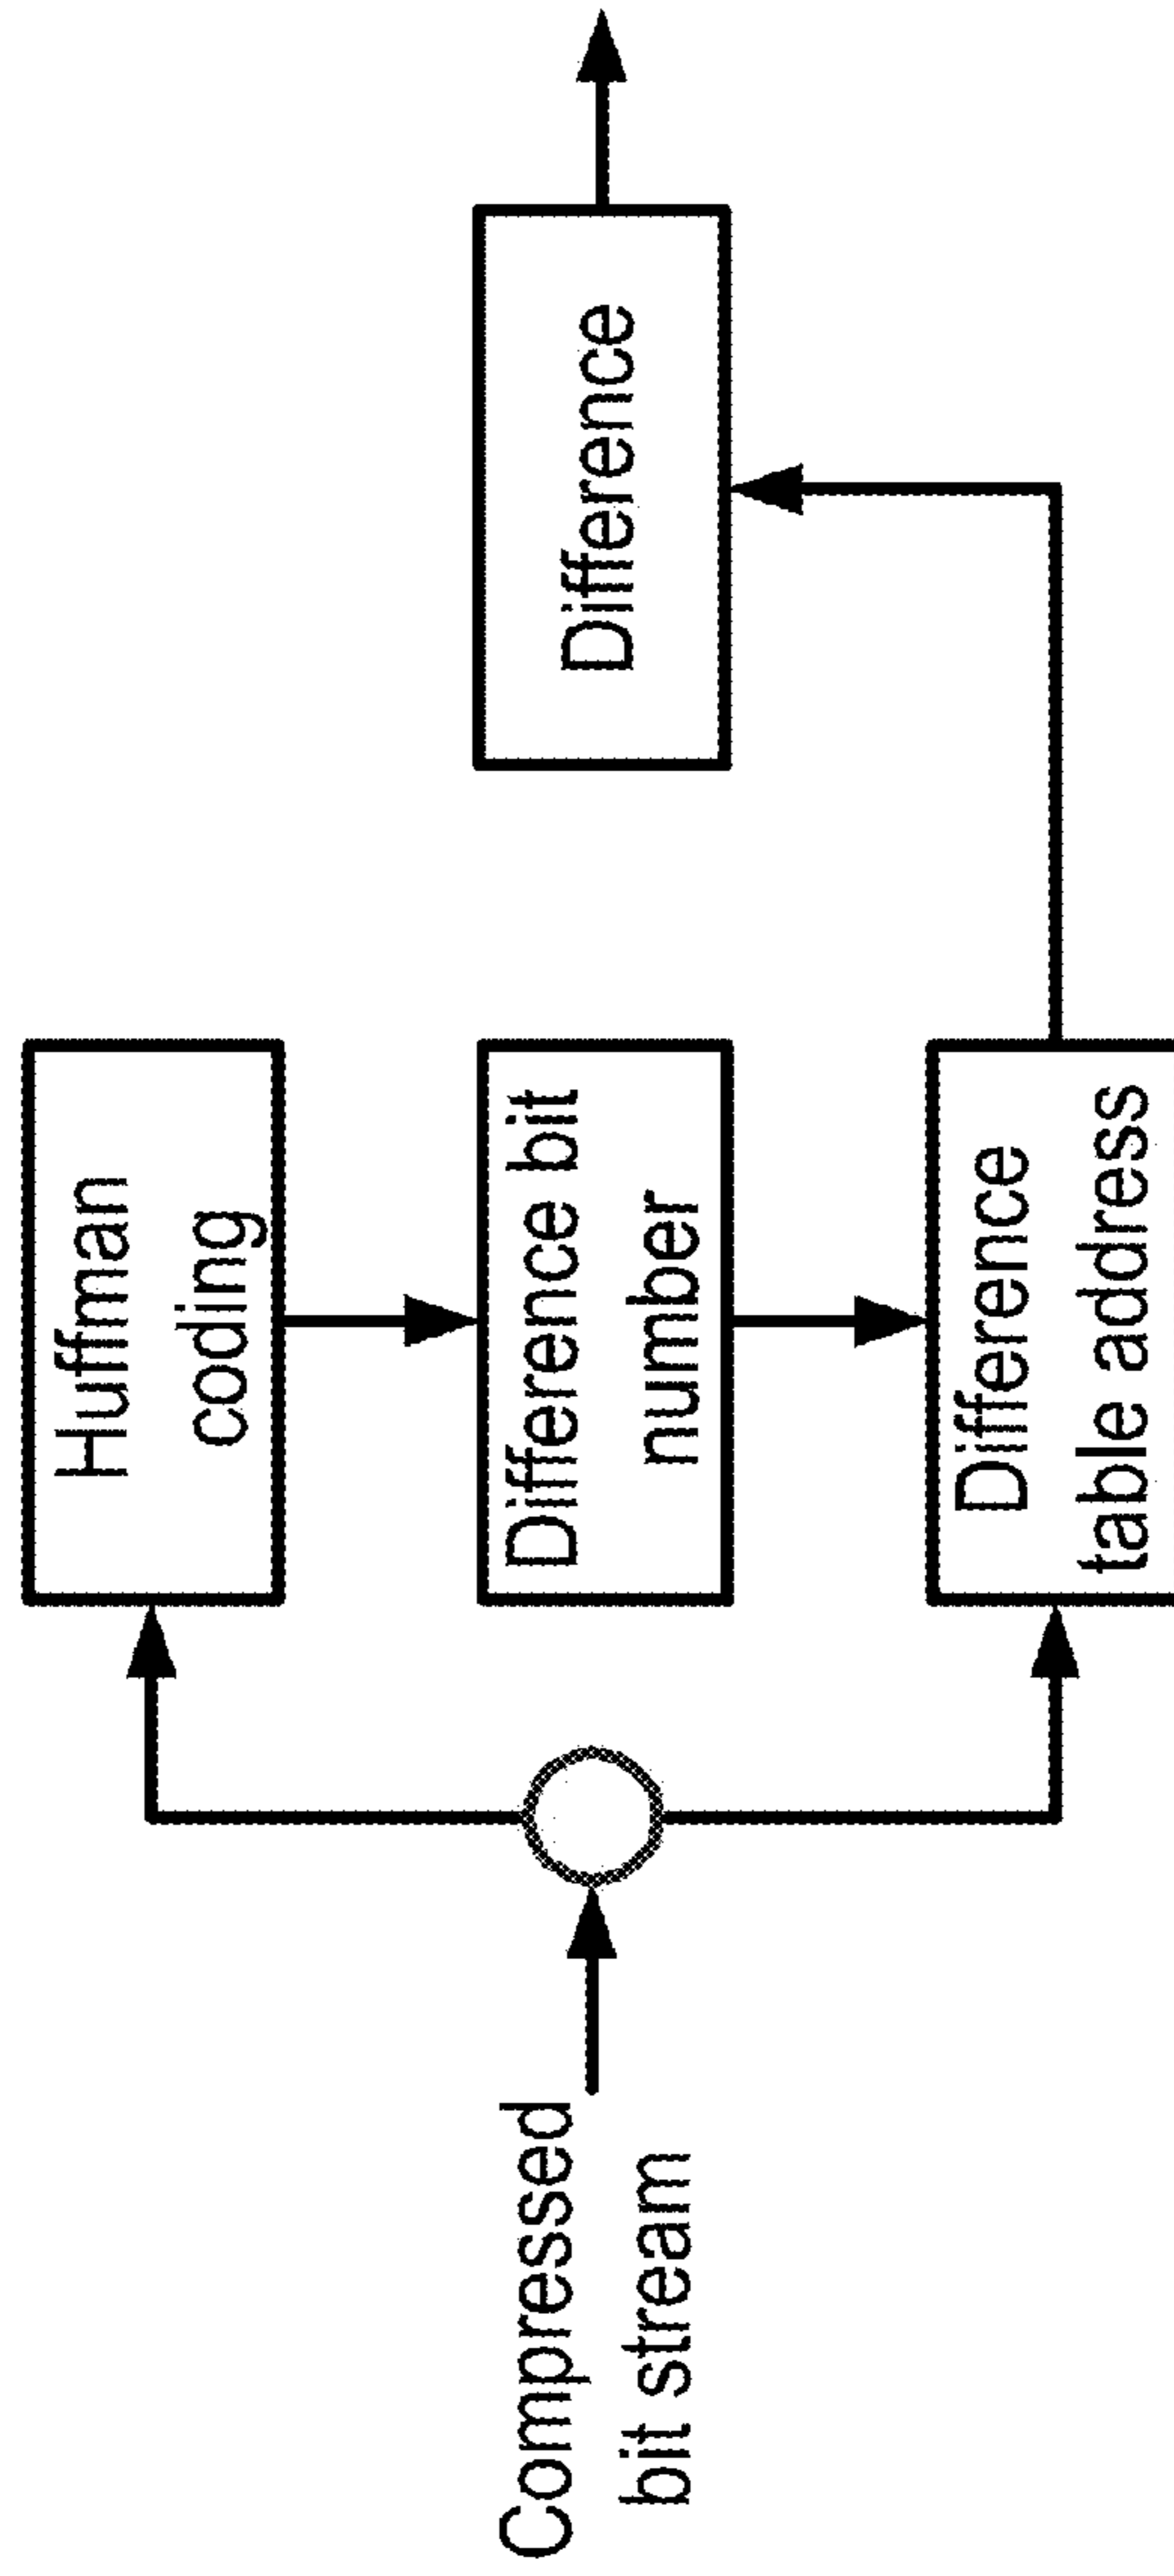 Compressed
bit stream
Huffman
coding
Difference bit
number
Difference
table address
Difference